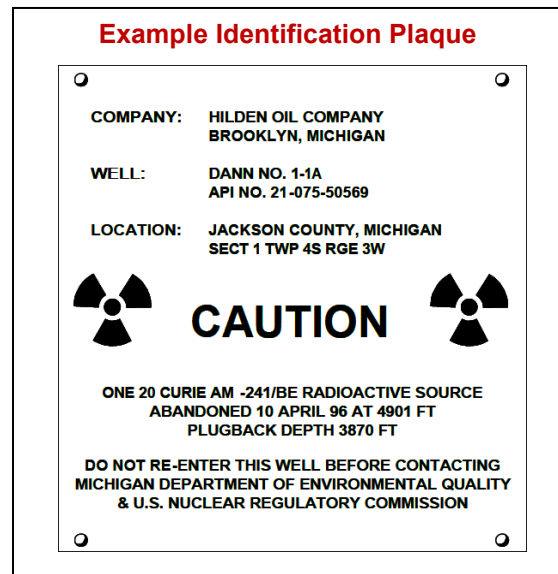 Example Identification Plaque
COMPANY: HILDEN OIL COMPANY
BROOKLYN, MICHIGAN
WELL: DANN NO. 1-1A
API NO. 21-075-50569
LOCATION: JACKSON COUNTY, MICHIGAN
SECT 1 TWP 4S RGE 3W
CAUTION
ONE 20 CURIE AM -241/BE RADIOACTIVE SOURCE
ABANDONED 10 APRIL 96 AT 4901 FT
PLUGBACK DEPTH 3870 FT
DO NOT RE-ENTER THIS WELL BEFORE CONTACTING
MICHIGAN DEPARTMENT OF ENVIRONMENTAL QUALITY
& U.S. NUCLEAR REGULATORY COMMISSION